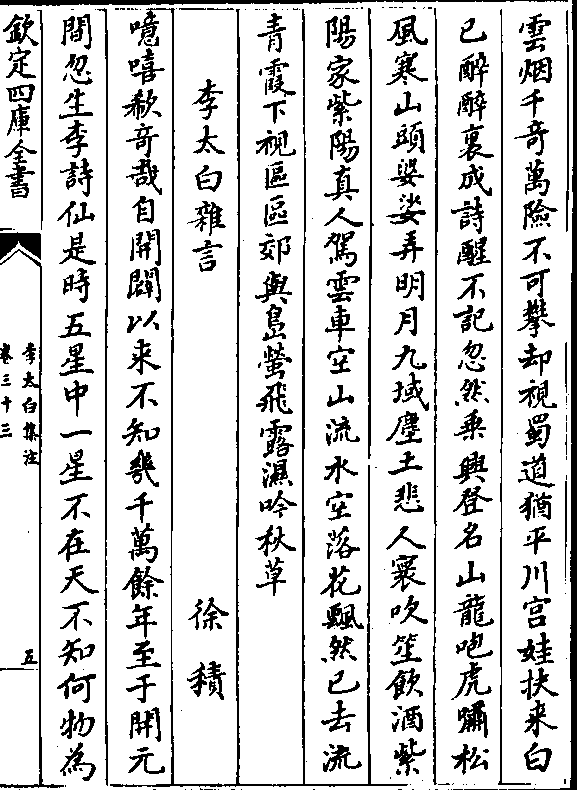 雲烟千奇萬險不可攀却視蜀道猶平川宫娃扶来白
已醉醉裏成詩醒不記忽然乗興登名山龍咆虎嘯松
風寒山頭婆娑弄明月九域塵土悲人寰吹笙飲酒紫
陽家紫陽真人駕雲車空山流水空落花飄然已去流
青霞下視區區郊與島螢飛露濕吟秋草
李太白雜言
徐積
噫嘻欷奇哉自開闢以来不知幾千萬餘年至于開元
間忽生李詩仙是時五星中一星不在天不知何物為
欽定四庫全書
李太白集注
卷三十三
五